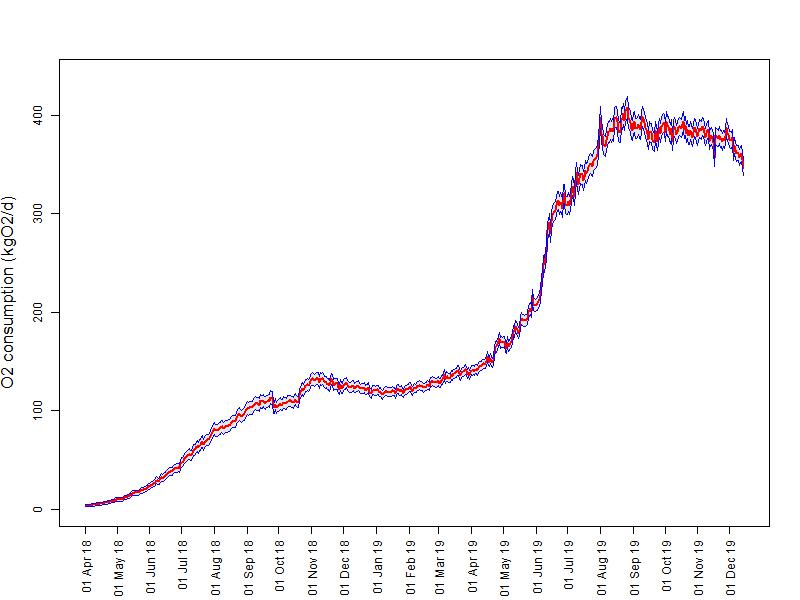 O2 consumption (kgO2/d)
400
300
200
100
0
01 Apr 18
01 May 18
01 Jun 18
01 Jul 18
01 Aug 18
01 Sep 18
01 Oct 18
01 Nov 18
01 Dec 18
01 Jan 19
01 Feb 19
01 Mar 19
01 Apr 19
01 May 19
01 Jun 19
01 Jul 19
01 Aug 19
01 Sep 19
01 Oct 19
01 Nov 19
01 Dec 19